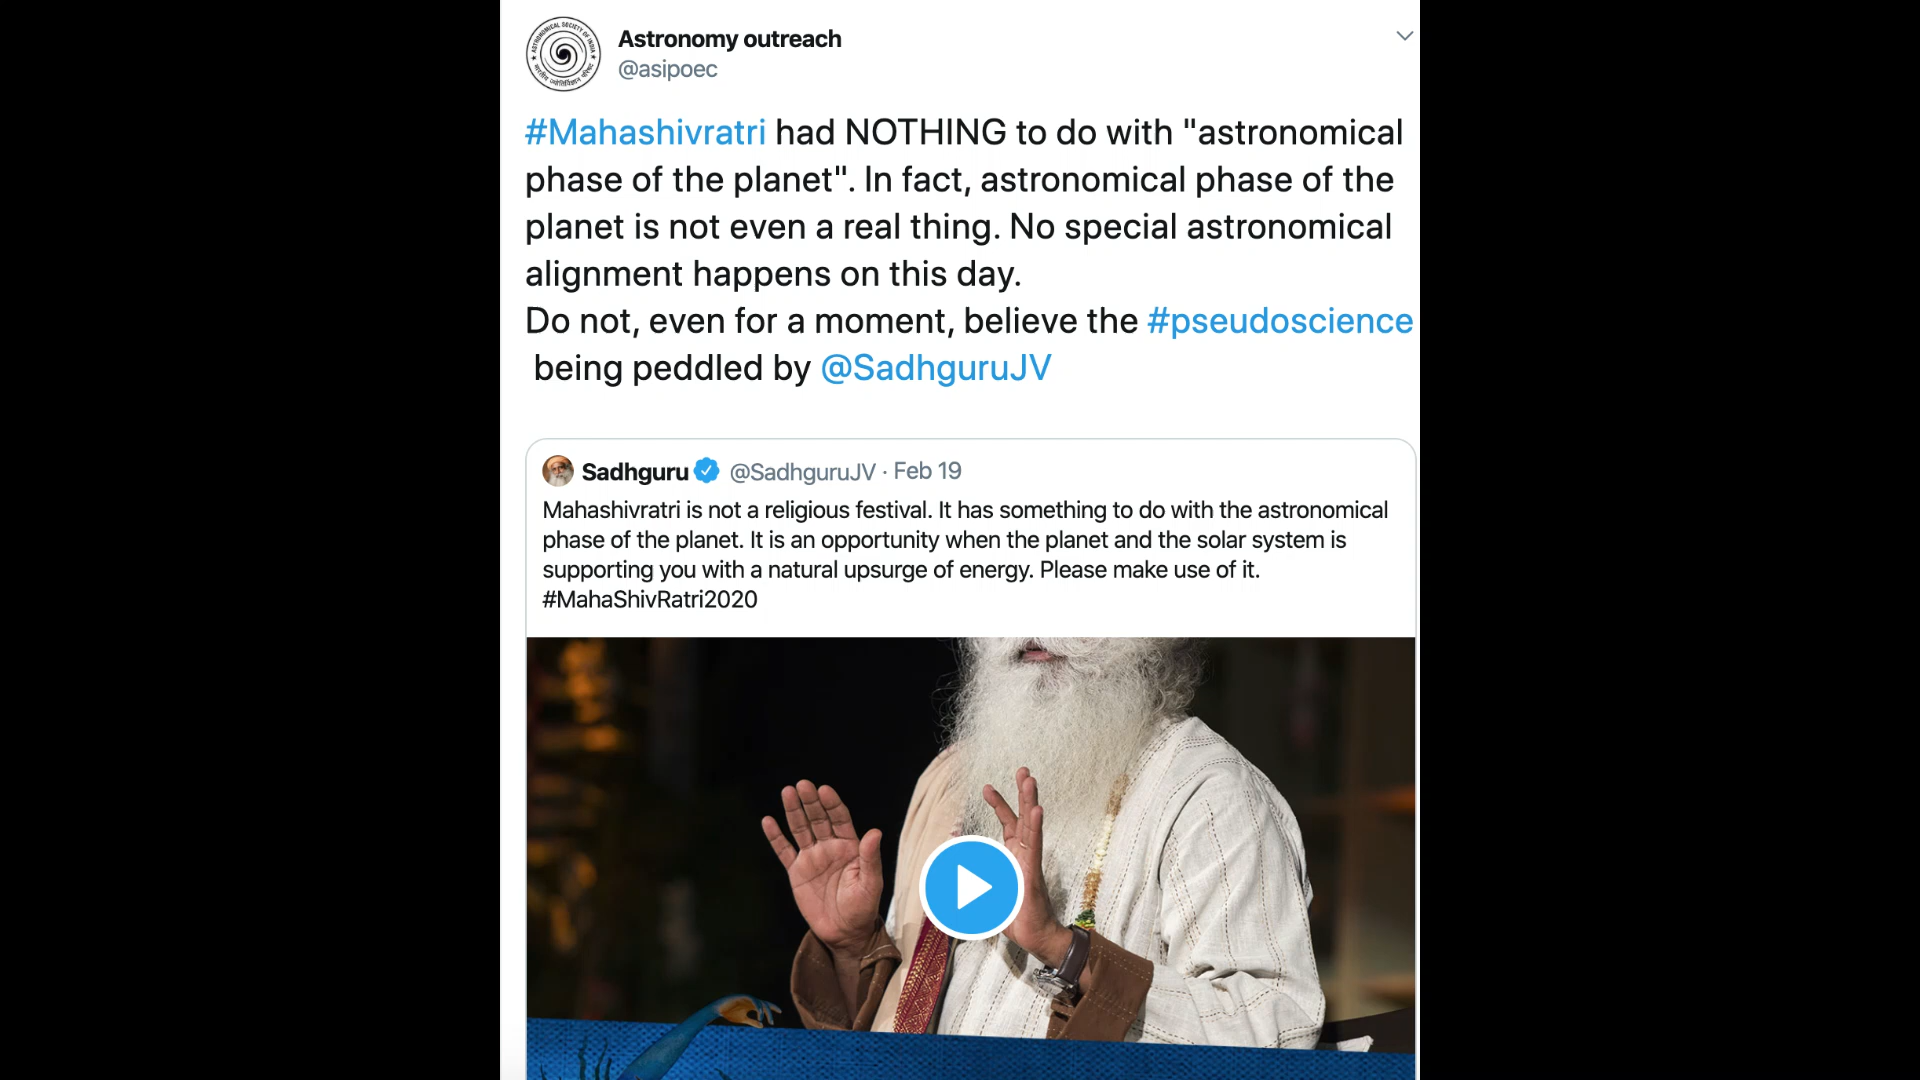 ASTRONOMICAL SOCIETY OF INDIA
Astronomy outreach
@asipoec
#Mahashivratri had NOTHING to do with "astronomical
phase of the planet". In fact, astronomical phase of the
planet is not even a real thing. No special astronomical
alignment happens on this day.
Do not, even for a moment, believe the #pseudoscience
being peddled by @SadhguruJV
Sadhguru @SadhguruJV · Feb 19
Mahashivratri is not a religious festival. It has something to do with the astronomical
phase of the planet. It is an opportunity when the planet and the solar system is
supporting you with a natural upsurge of energy. Please make use of it.
#MahaShivRatri2020